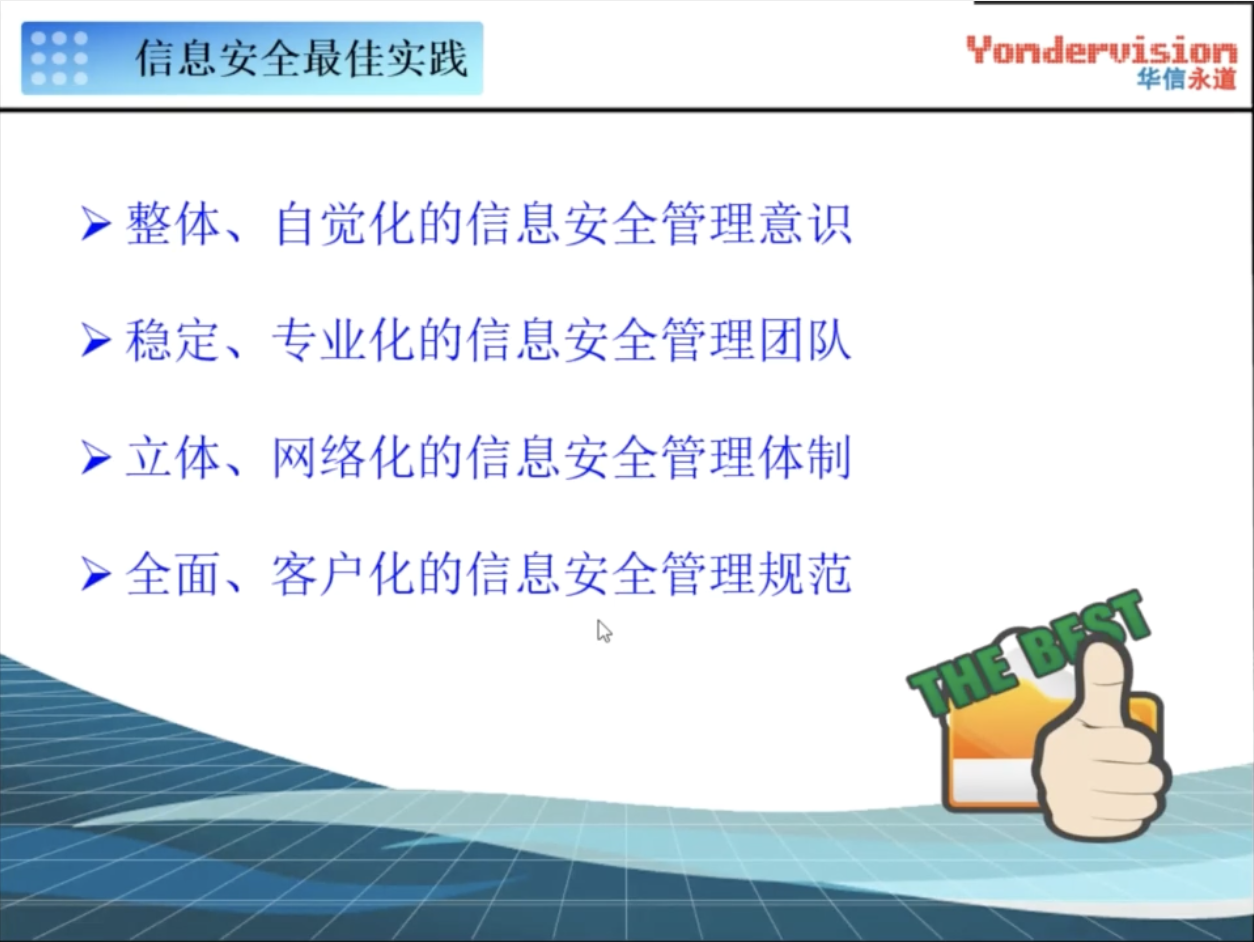 信息安全最佳实践
Yondervision
华信永道
整体、自觉化的信息安全管理意识
稳定、专业化的信息安全管理团队
立体、网络化的信息安全管理体制
全面、客户化的信息安全管理规范
THE BEST